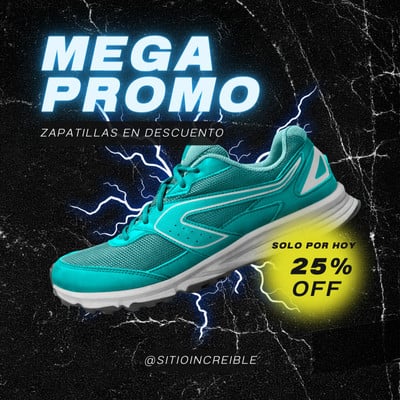 MEGA
PROMO
ZAPATILLAS EN DESCUENTO
SOLO POR HOY
25%
OFF
@SITIOINCREIBLE